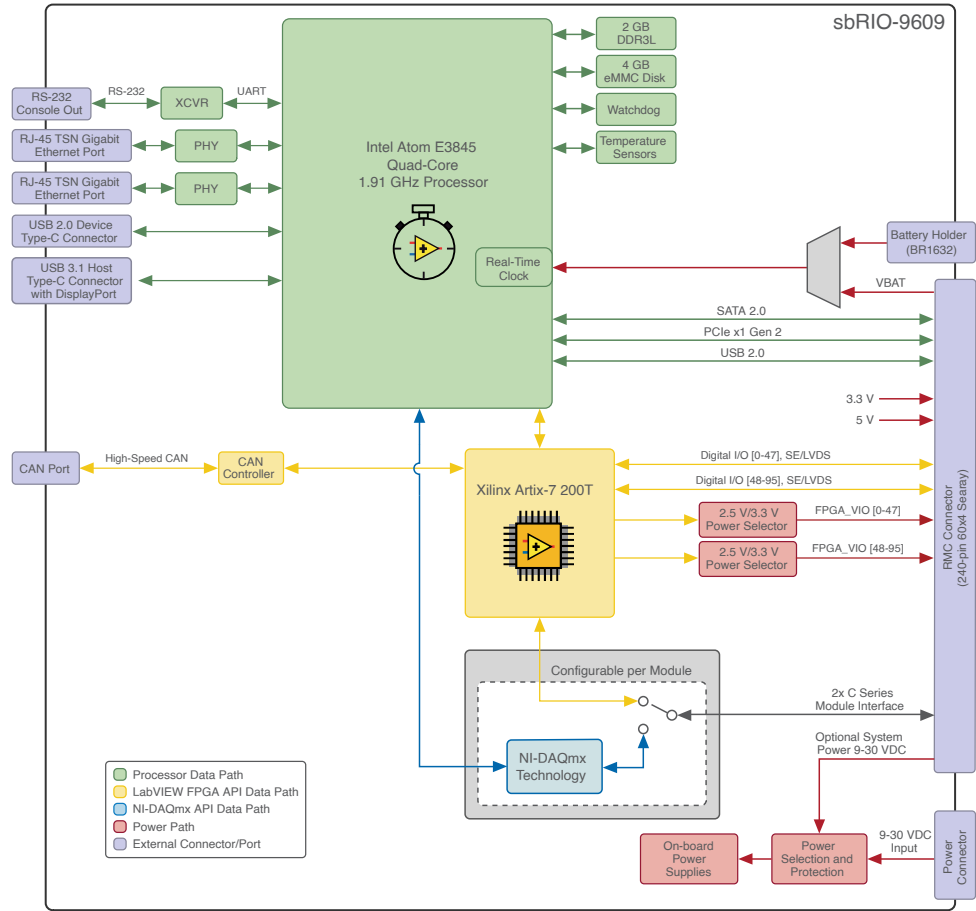 sbRIO-9609
2 GB
DDR3L
4 GB
eMMC Disk
Watchdog
Temperature
Sensors
RS-232
Console Out
RS-232
XCVR
UART
RJ-45 TSN Gigabit
Ethernet Port
PHY
RJ-45 TSN Gigabit
Ethernet Port
PHY
USB 2.0 Device
Type-C Connector
USB 3.1 Host
Type-C Connector
with DisplayPort
Intel Atom E3845
Quad-Core
1.91 GHz Processor
Real-Time
Clock
Battery Holder
(BR1632)
VBAT
SATA 2.0
PCIe x1 Gen 2
USB 2.0
3.3 V
5 V
RMC Connector
(240-pin 60x4 Searay)
CAN Port
High-Speed CAN
CAN
Controller
Xilinx Artix-7 200T
Digital I/O [0-47], SE/LVDS
Digital I/O [48-95], SE/LVDS
2.5 V/3.3 V
Power Selector
FPGA_VIO [0-47]
2.5 V/3.3 V
Power Selector
FPGA_VIO [48-95]
Configurable per Module
NI-DAQmx
Technology
2x C Series
Module Interface
Optional System
Power 9-30 VDC
Processor Data Path
LabVIEW FPGA API Data Path
NI-DAQmx API Data Path
Power Path
External Connector/Port
On-board
Power
Supplies
Power
Selection and
Protection
9-30 VDC
Input
Power
Connector